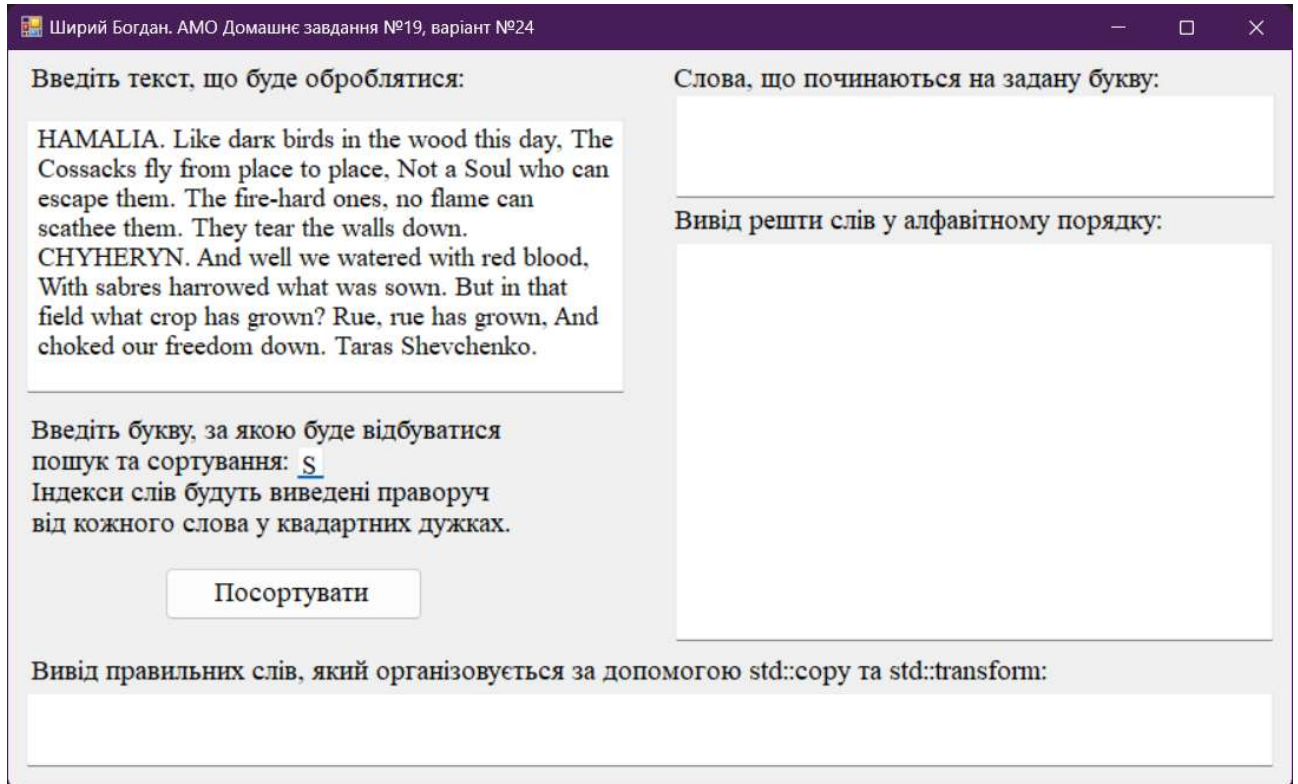 Ширий Богдан. АМО Домашнє завдання №19, варіант №24
Введіть текст, що буде оброблятися:
HAMALIA. Like darк birds in the wood this day, The
Cossacks fly from place to place, Not a Soul who can
escape them. The fire-hard ones, no flame can
scathee them. They tear the walls down.
CHYHERYN. And well we watered with red blood,
With sabres harrowed what was sown. But in that
field what crop has grown? Rue, rue has grown, And
choked our freedom down. Taras Shevchenko.
Введіть букву, за якою буде відбуватися
пошук та сортування: S
Індекси слів будуть виведені праворуч
від кожного слова у квадартних дужках.
Посортувати
Слова, що починаються на задану букву:
Вивід решти слів у алфавітному порядку:
Вивід правильних слів, який організовується за допомогою std::copy та std::transform: